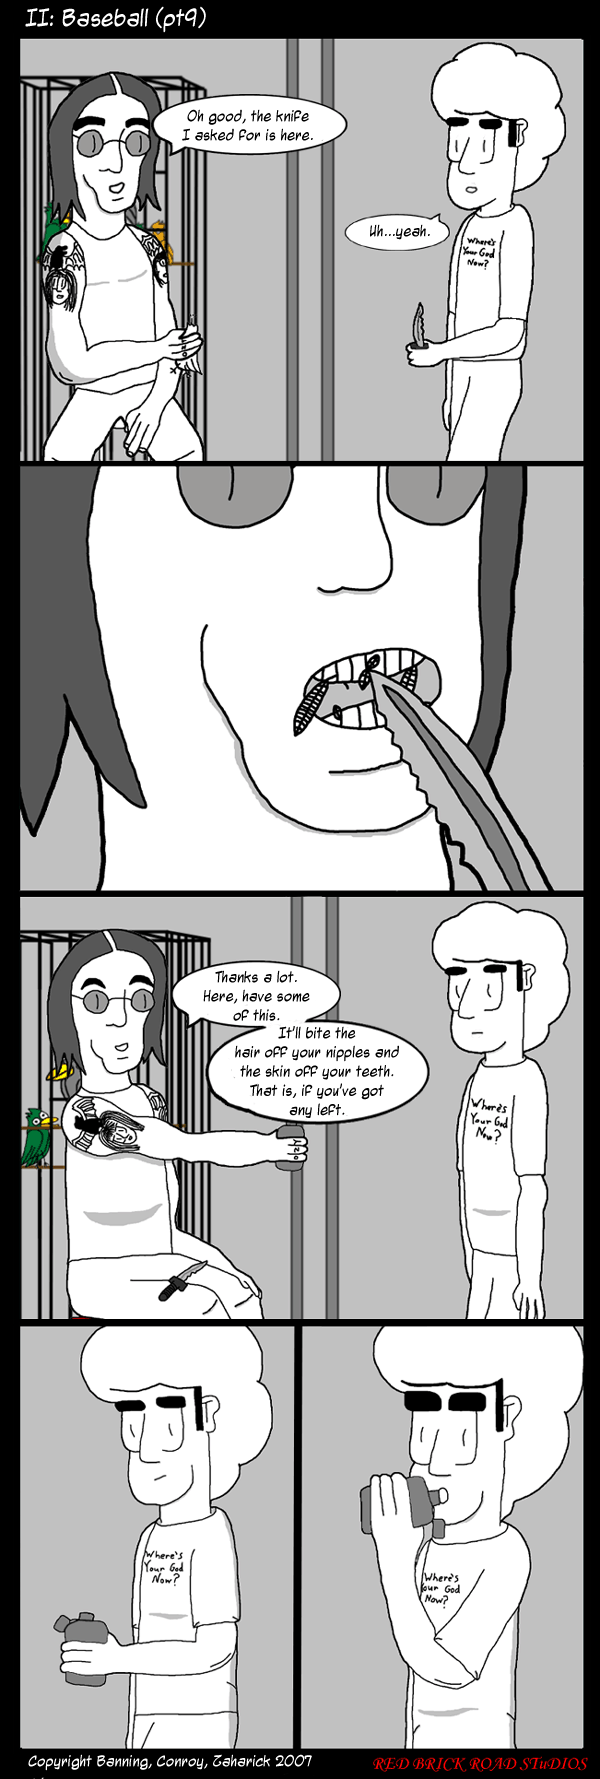 II: Baseball (pt9)
Oh good, the knife
I asked for is here.
Uh...yeah.
Where's
Your God
Now?
Thanks a lot.
Here, have some
of this.
It'll bite the
hair off your nipples and
the skin off your teeth.
That is, if you've got
any left.
Where's
Your God
Now?
OZZY
Where's
Your God
Now?
Where's
Your God
Now?
Copyright Banning, Conroy, Zaharick 2007
RED BRICK ROAD STuDIOS